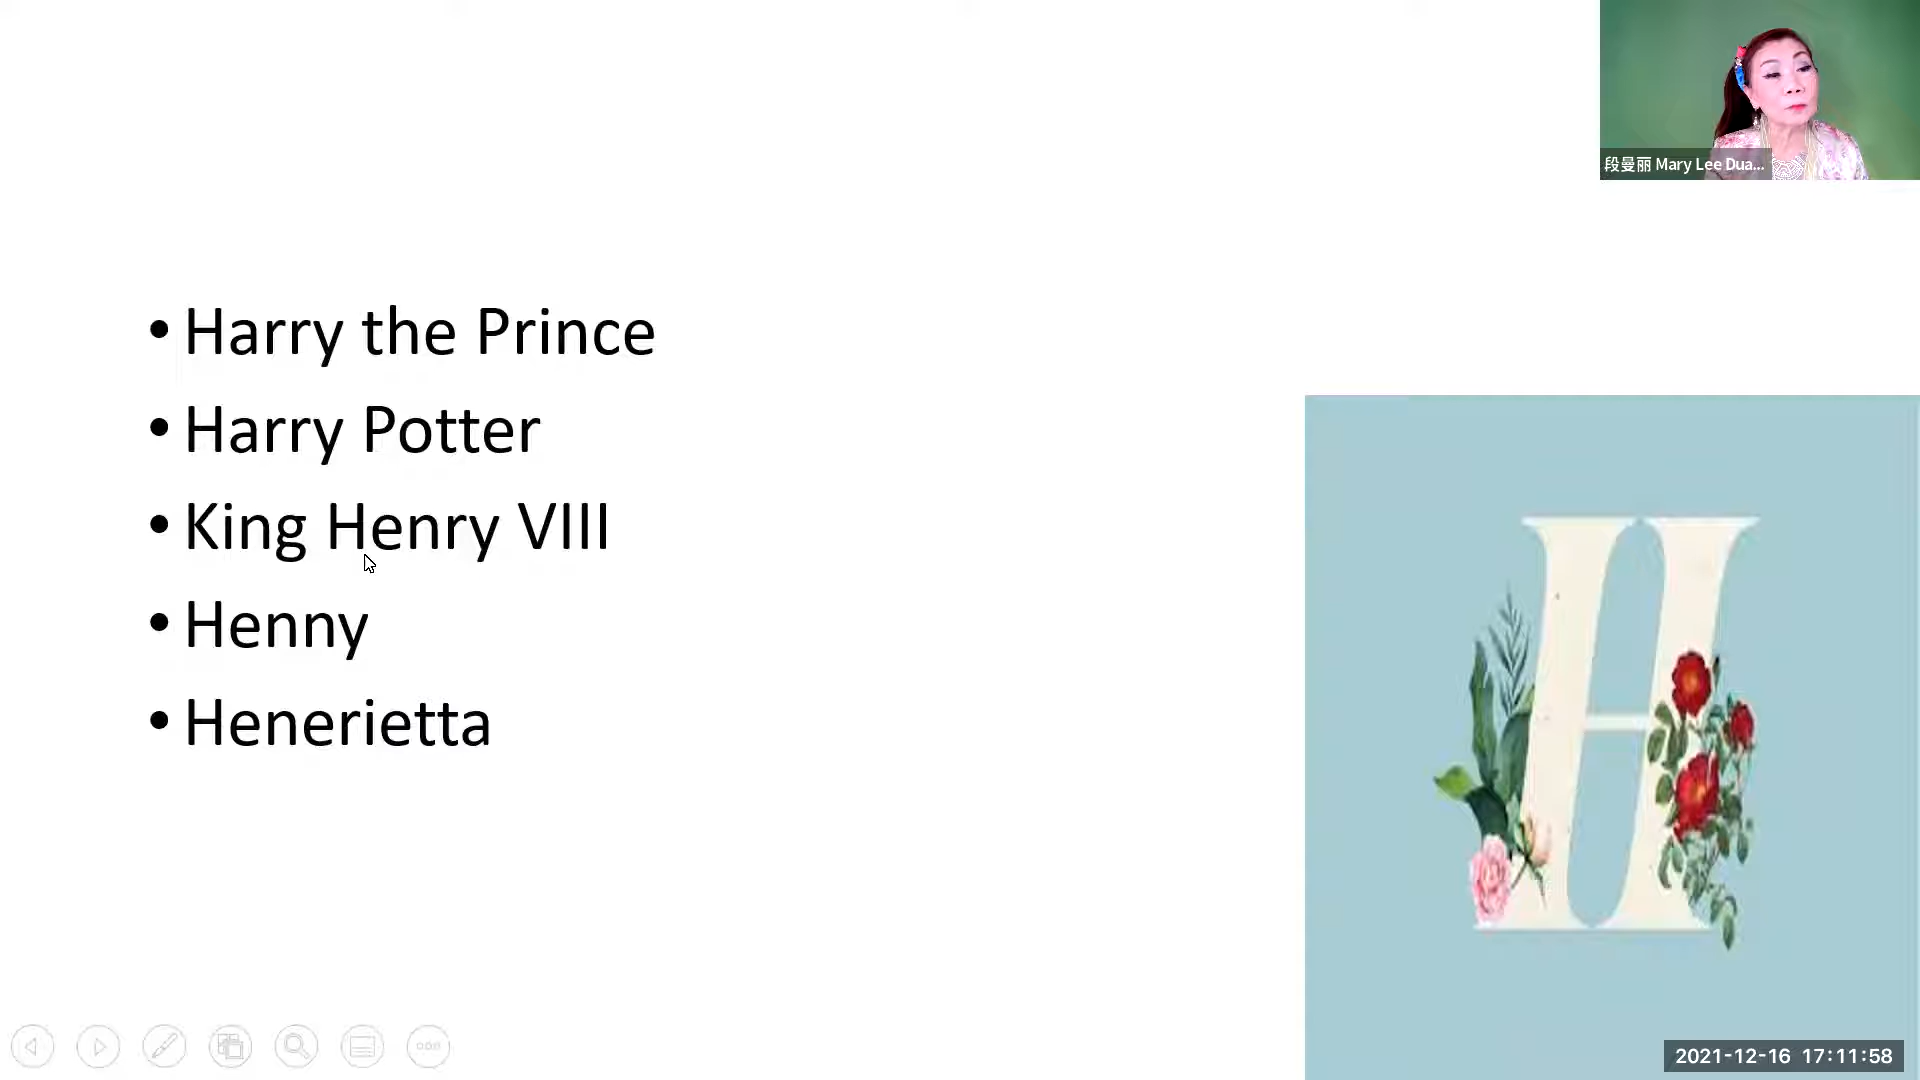 段曼丽 Mary Lee Dua...
• Harry the Prince
• Harry Potter
• King Henry VIII
• Henny
• Henerietta
H
2021-12-16 17:11:58